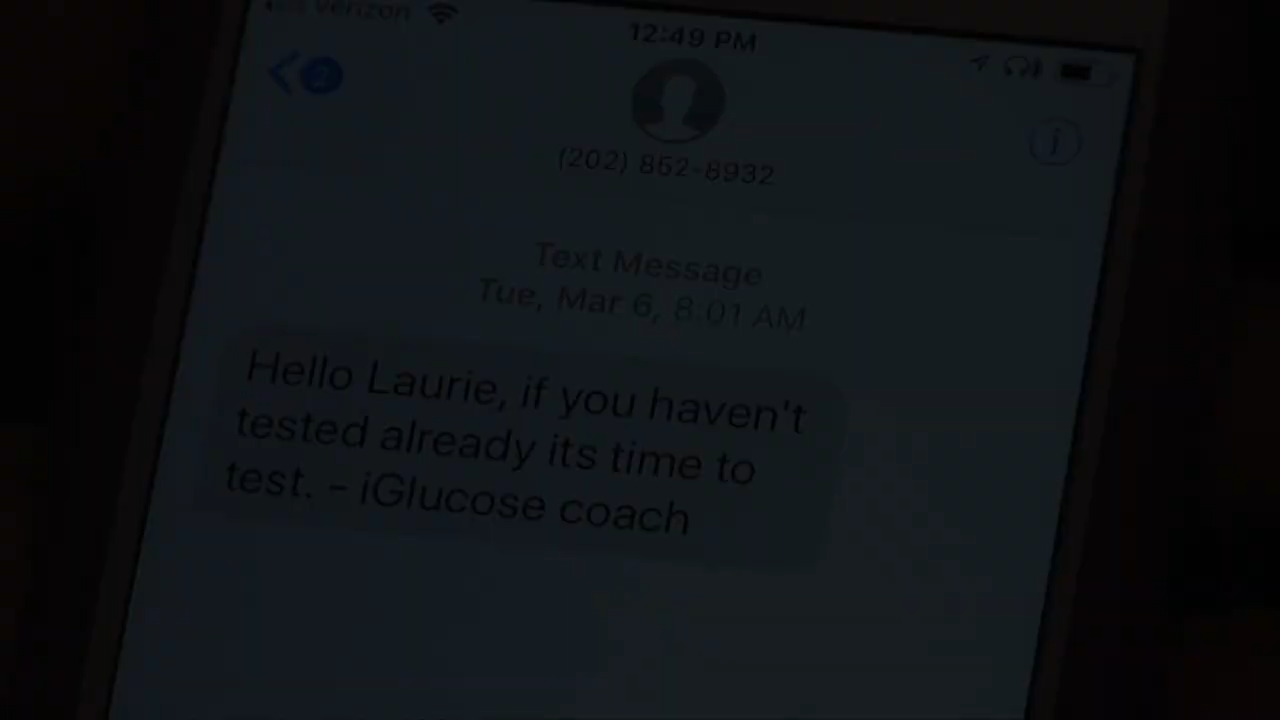 verizon
12:49 PM
(202) 852-8932
Text Message
Tue, Mar 6, 8:01 AM
Hello Laurie, if you haven't
tested already its time to
test. - iGlucose coach